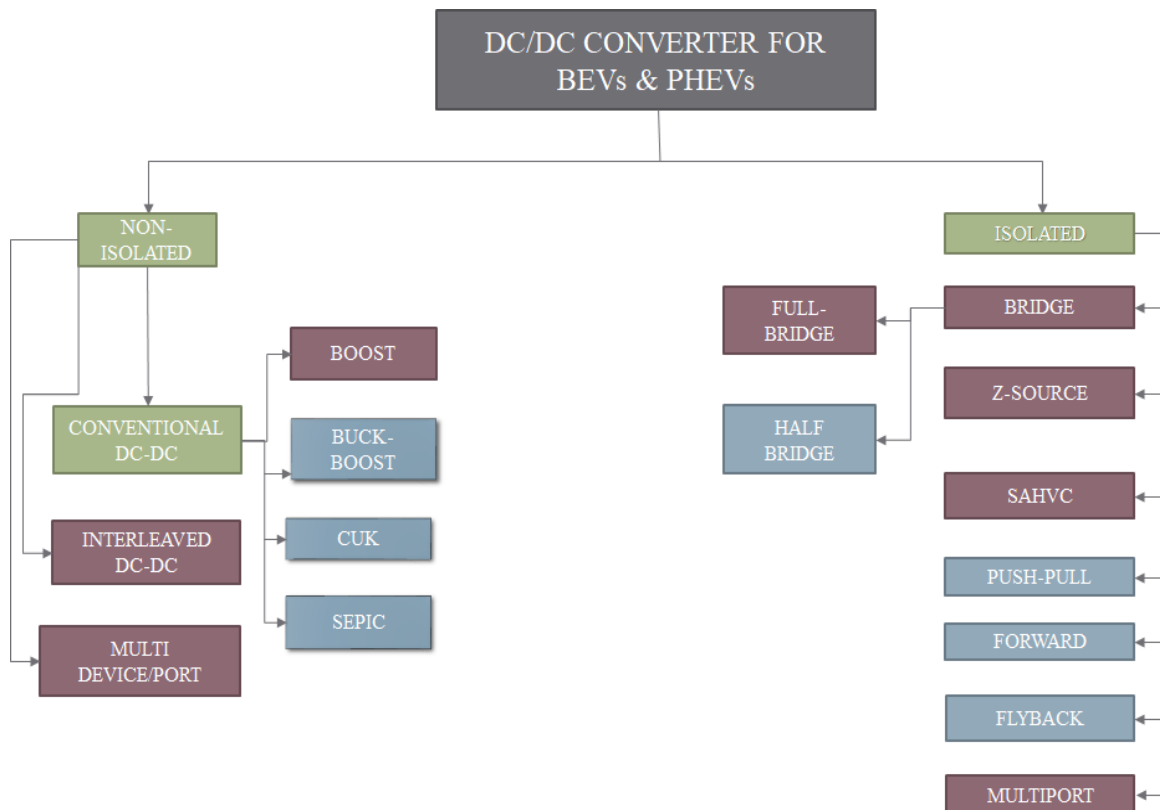 DC/DC CONVERTER FOR
BEVs & PHEVs
NON-
ISOLATED
CONVENTIONAL
DC-DC
INTERLEAVED
DC-DC
MULTI
DEVICE/PORT
BOOST
BUCK-
BOOST
CUK
SEPIC
ISOLATED
BRIDGE
FULL-
BRIDGE
HALF
BRIDGE
Z-SOURCE
SAHVC
PUSH-PULL
FORWARD
FLYBACK
MULTIPORT